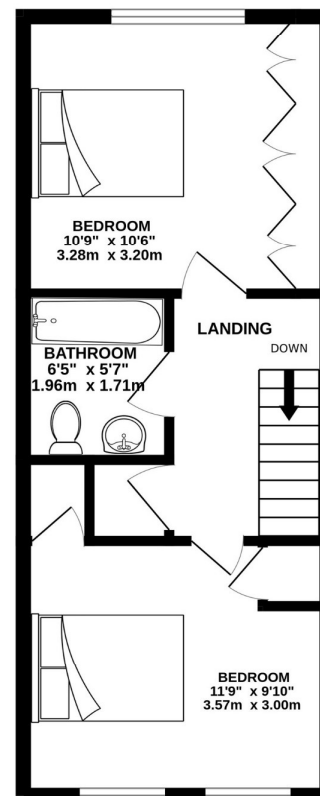 BEDROOM
10'9" x 10'6"
3.28m x 3.20m
LANDING
DOWN
BATHROOM
6'5" x 5'7"
1.96m x 1.71m
BEDROOM
11'9" x 9'10"
3.57m x 3.00m